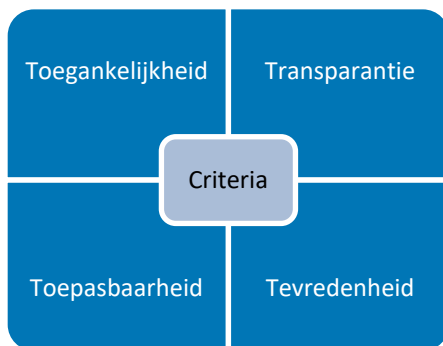 Toegankelijkheid
Transparantie
Criteria
Toepasbaarheid
Tevredenheid